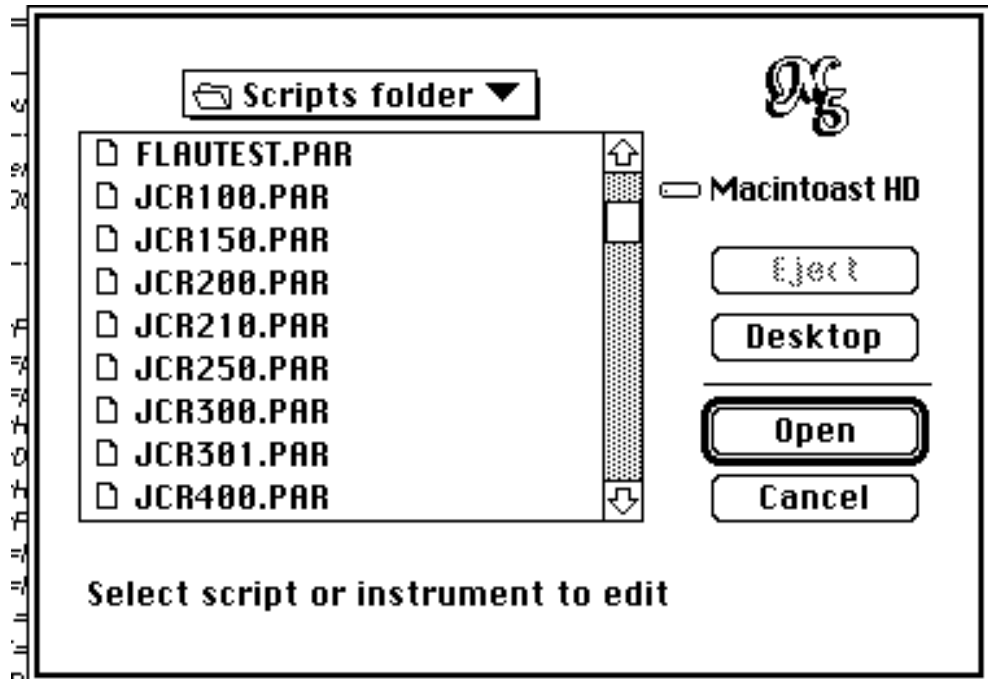 Scripts folder
FLAUTEST.PAR
JCR100.PAR
JCR150.PAR
JCR200.PAR
JCR210.PAR
JCR250.PAR
JCR300.PAR
JCR301.PAR
JCR400.PAR
M5
Macintoast HD
Eject
Desktop
Open
Cancel
Select script or instrument to edit